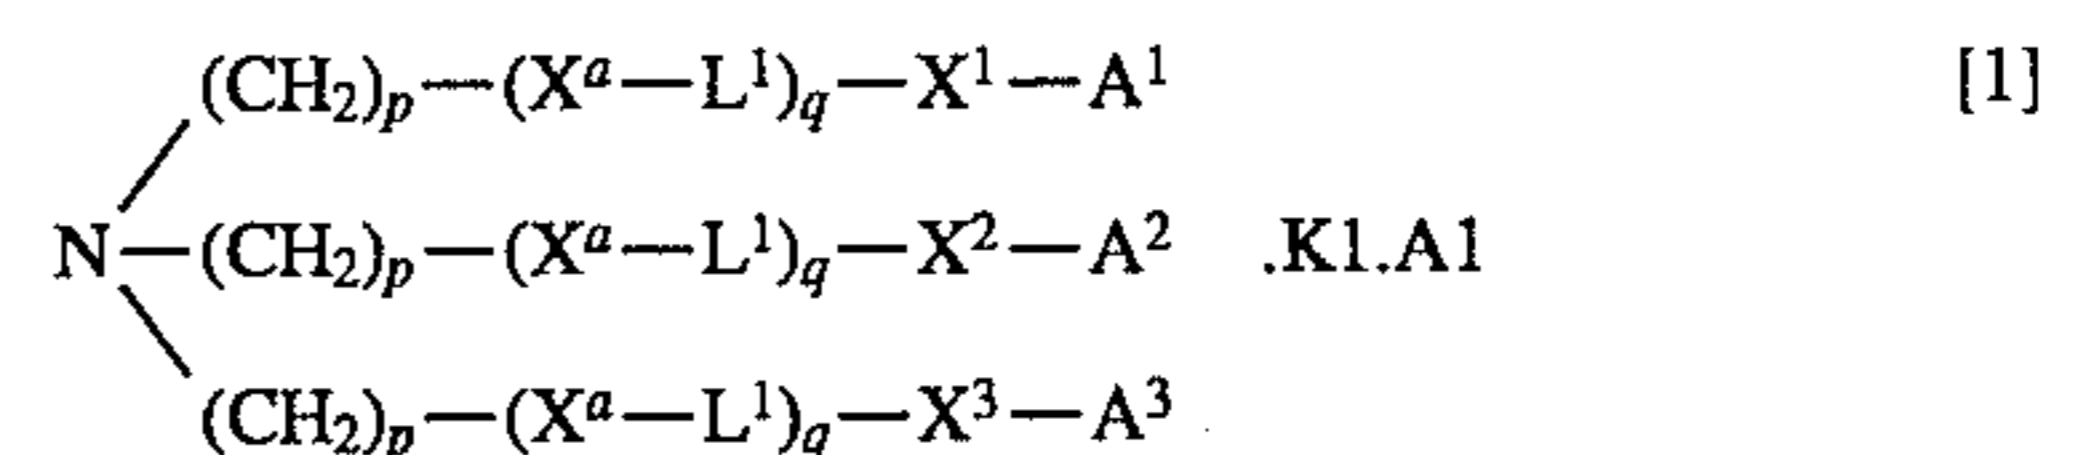 (CH₂)ₚ—(Xᵃ—L¹)q—X¹—A¹ [1]
N—(CH₂)ₚ—(Xᵃ—L¹)q—X²—A² .K1.A1
(CH₂)ₚ—(Xᵃ—L¹)q—X³—A³